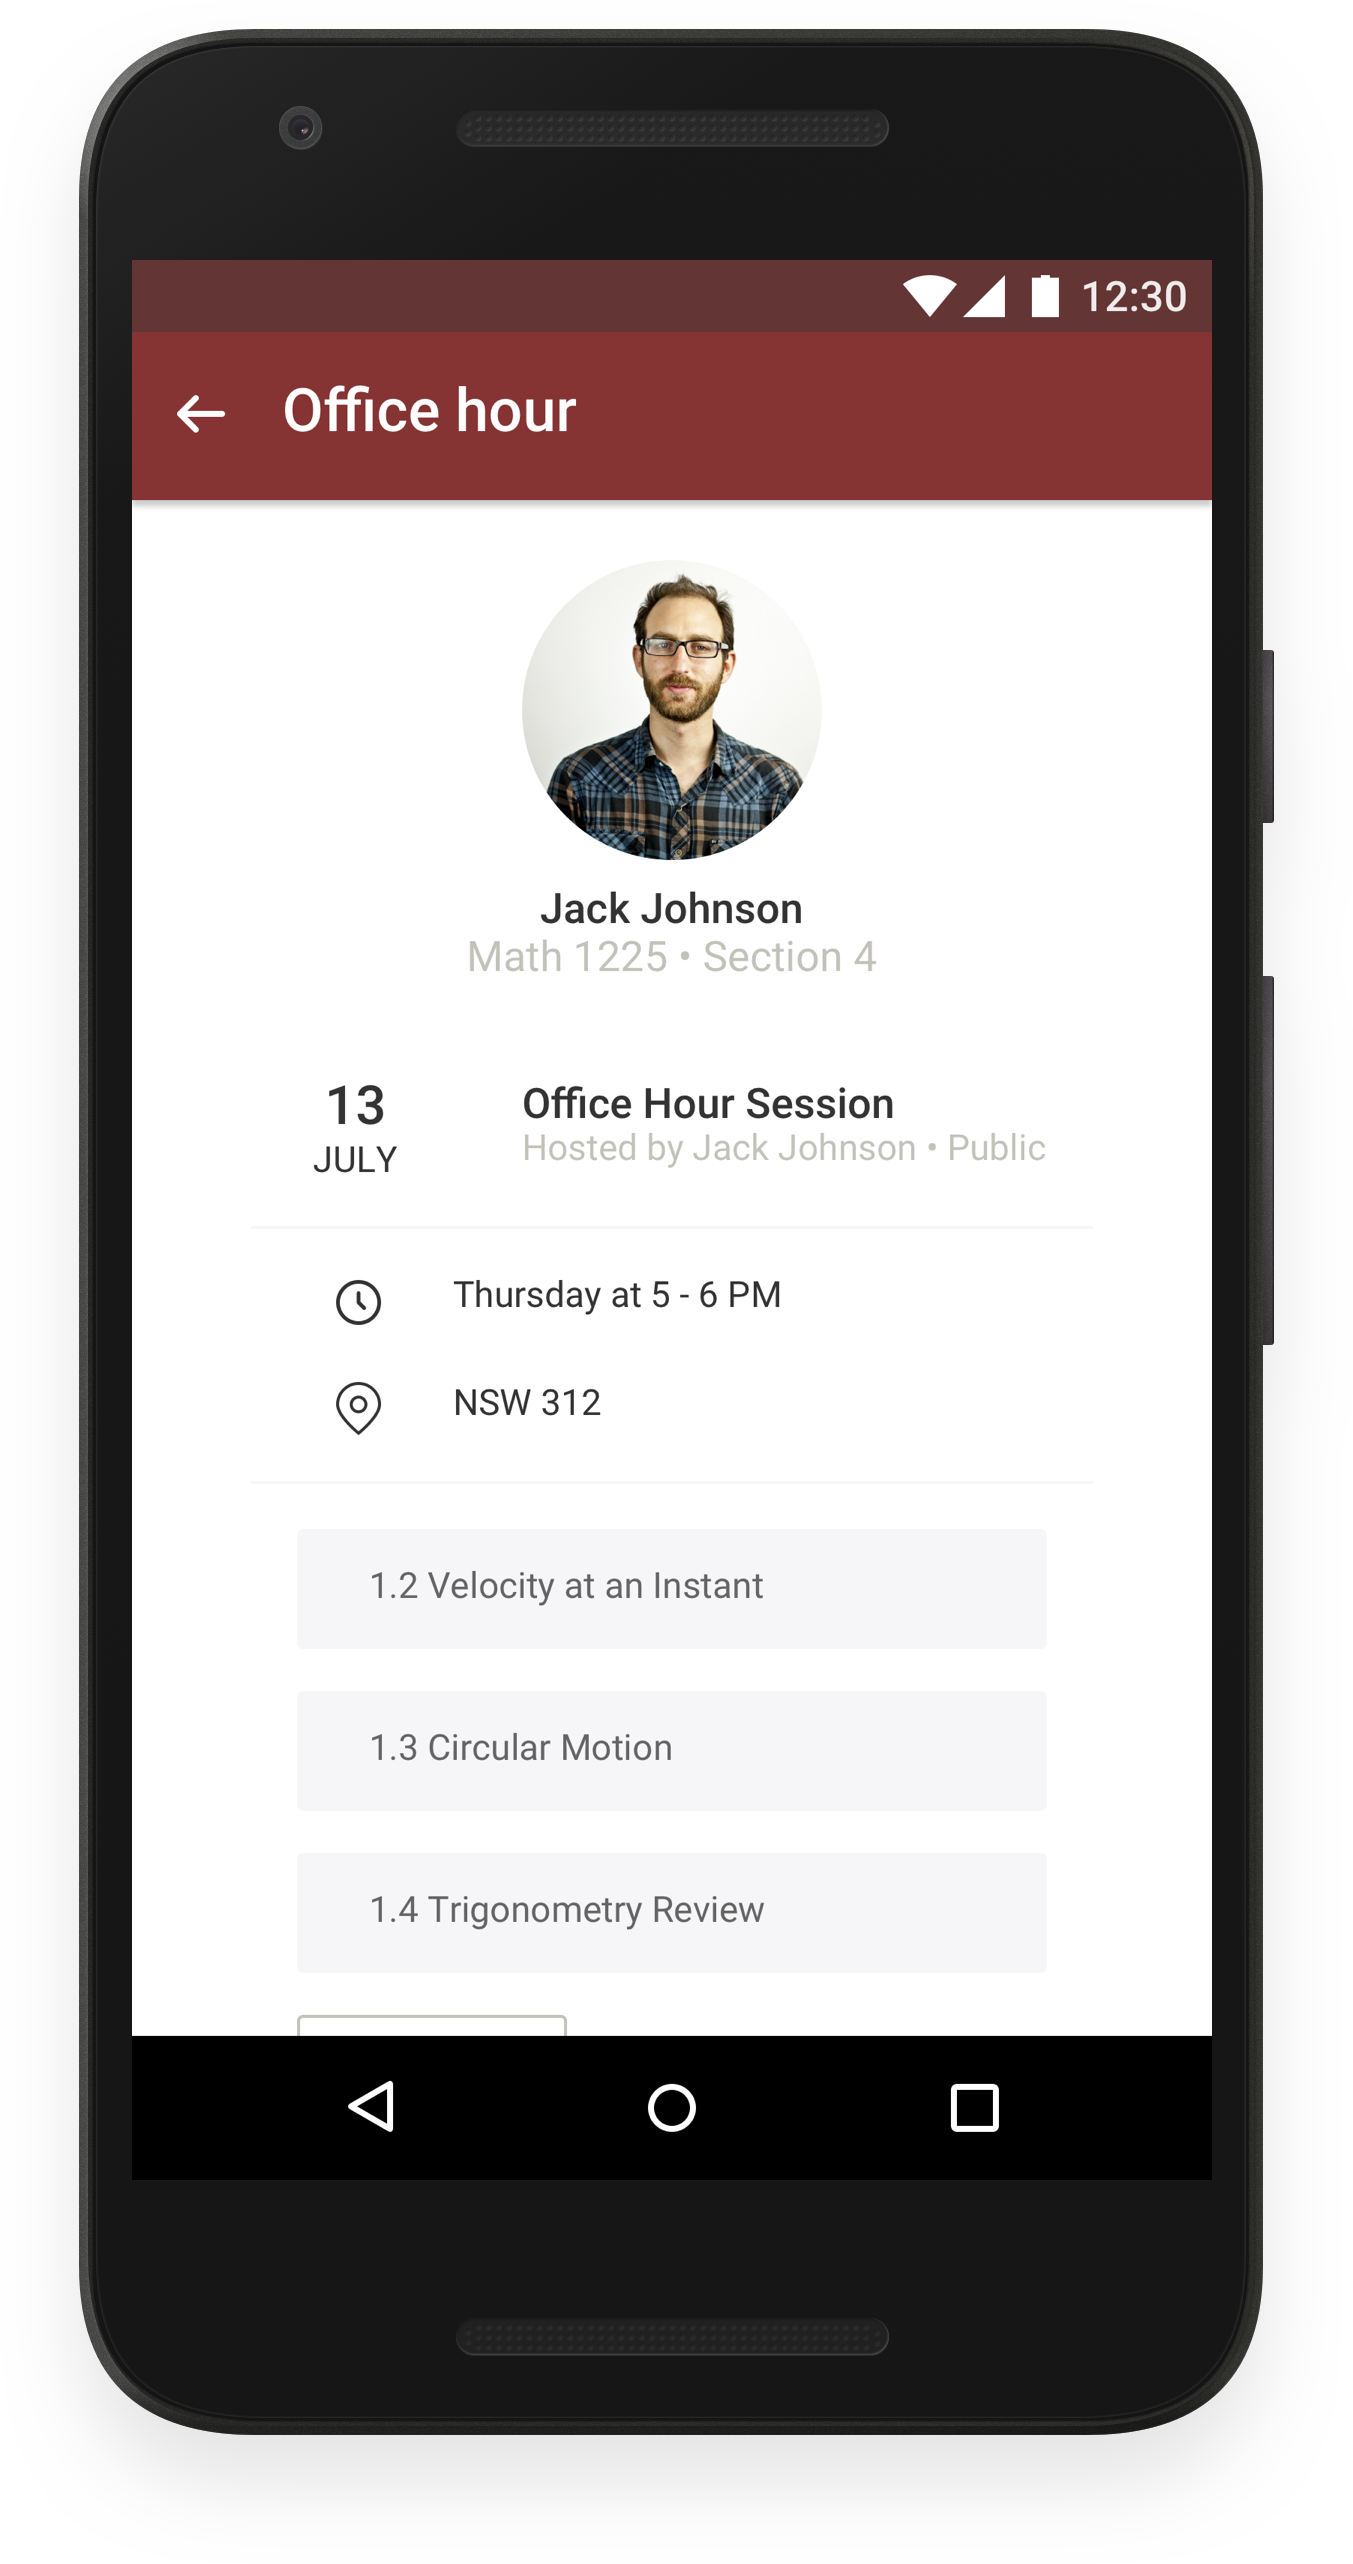 12:30
Office hour
Jack Johnson
Math 1225 • Section 4
13
JULY
Office Hour Session
Hosted by Jack Johnson • Public
Thursday at 5 - 6 PM
NSW 312
1.2 Velocity at an Instant
1.3 Circular Motion
1.4 Trigonometry Review